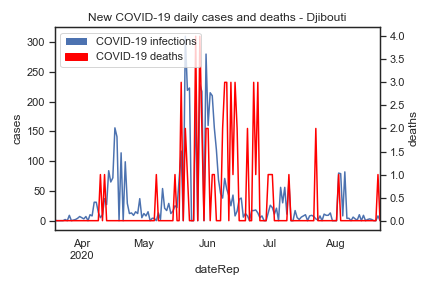 New COVID-19 daily cases and deaths - Djibouti
COVID-19 infections
COVID-19 deaths
cases
300
250
200
150
100
50
0
deaths
4.0
3.5
3.0
2.5
2.0
1.5
1.0
0.5
0.0
Apr
2020
May
Jun
Jul
Aug
dateRep